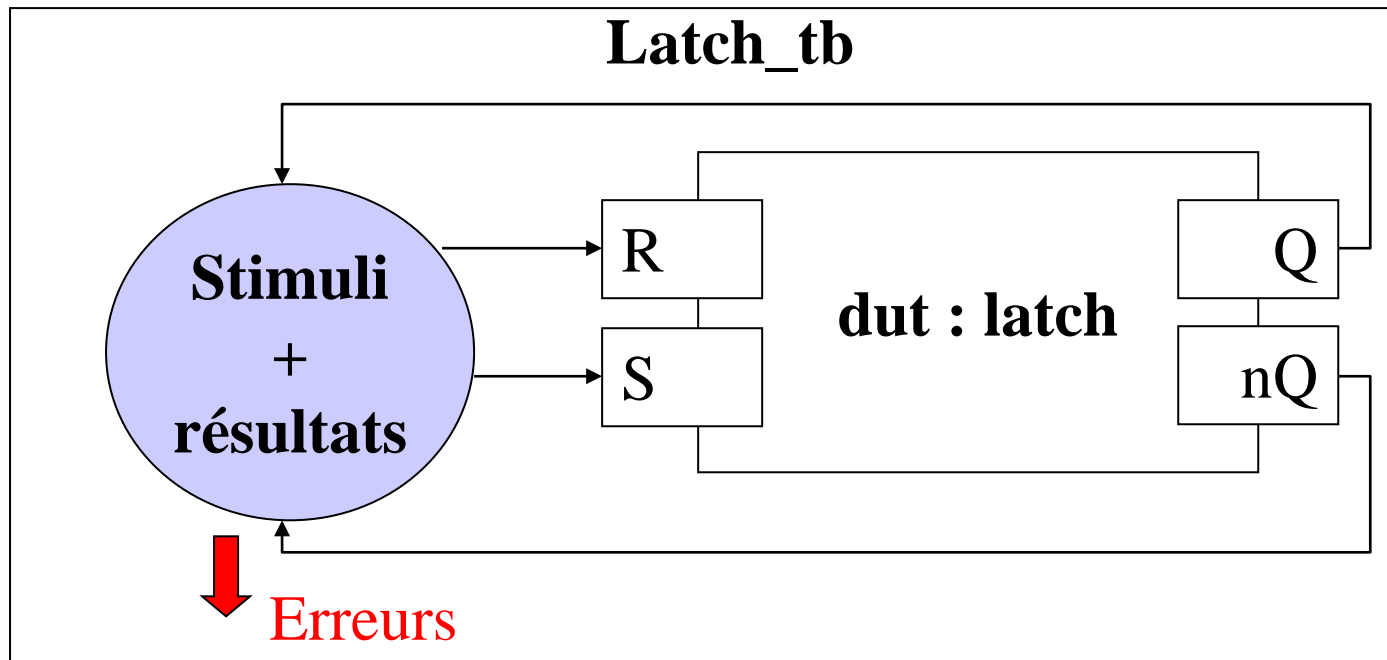 Latch_tb
Stimuli
+
résultats
R
S
dut : latch
Q
nQ
Erreurs